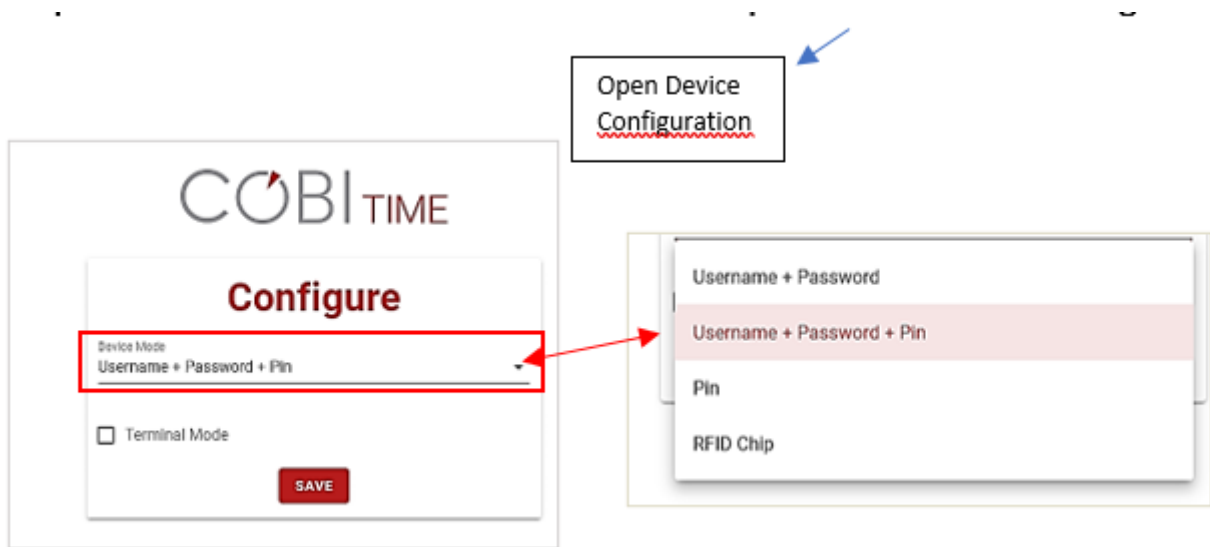 Open Device
Configuration
COBI TIME
Configure
Device Mode
Username + Password + Pin
Terminal Mode
SAVE
Username + Password
Username + Password + Pin
Pin
RFID Chip